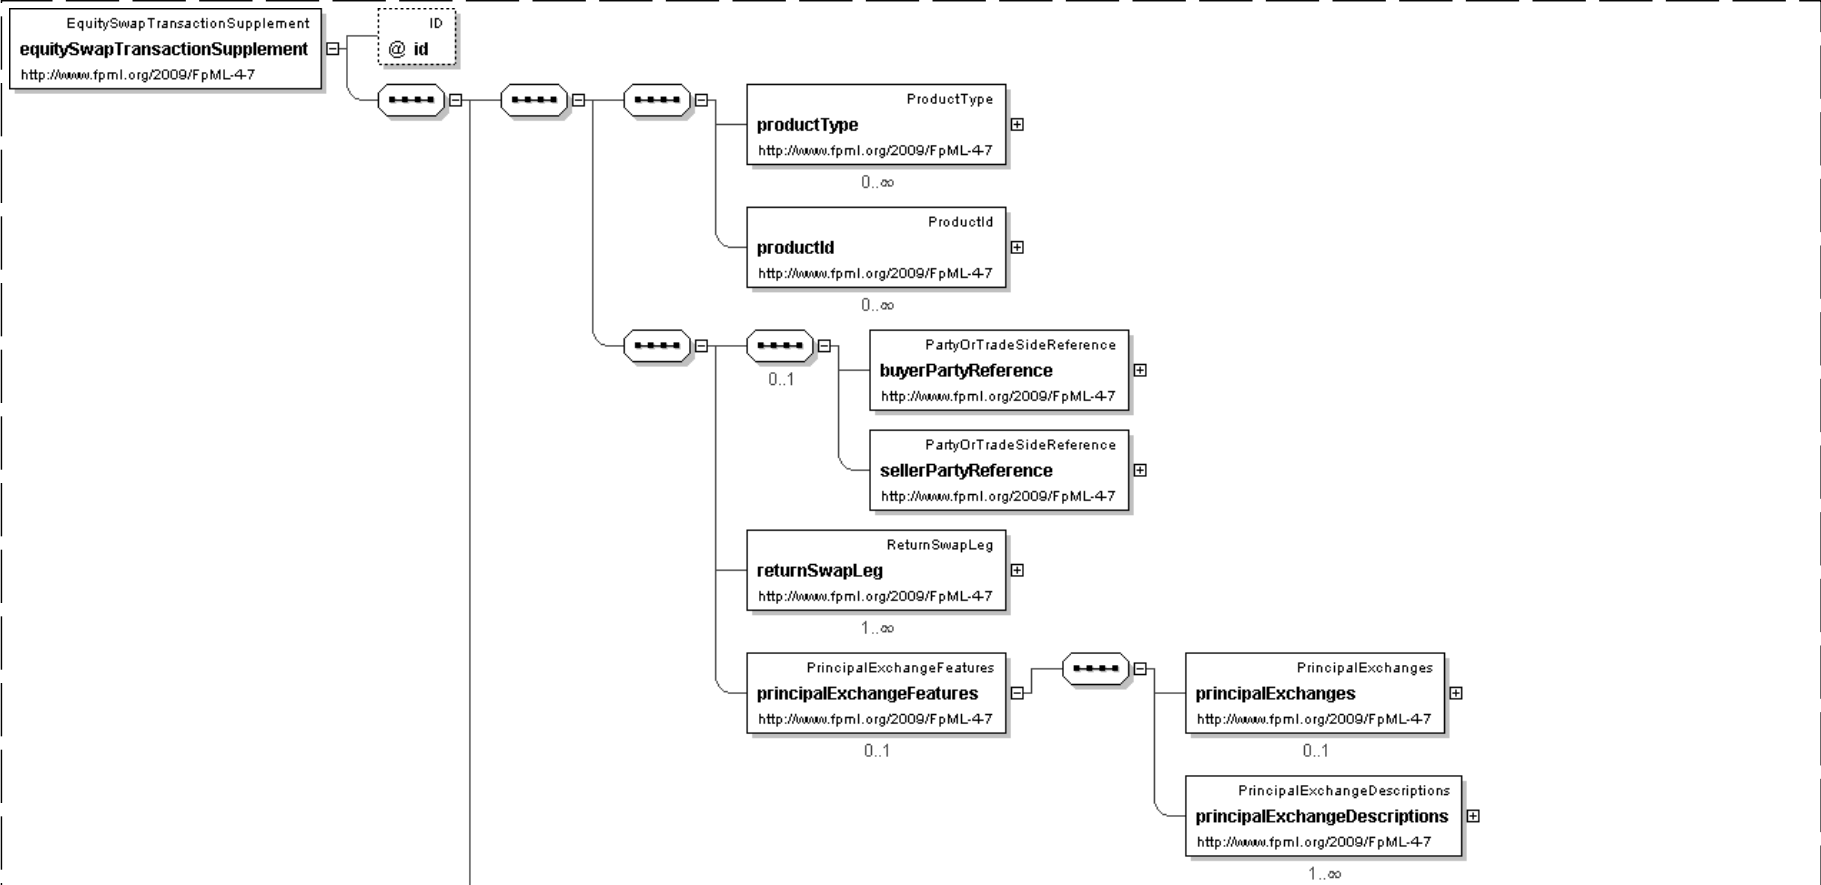 EquitySwapTransactionSupplement
equitySwapTransactionSupplement
http://www.fpml.org/2009/FpML-4-7
ID
@ id
ProductType
productType
http://www.fpml.org/2009/FpML-4-7
0..∞
ProductId
productId
http://www.fpml.org/2009/FpML-4-7
0..∞
0..1
PartyOrTradeSideReference
buyerPartyReference
http://www.fpml.org/2009/FpML-4-7
PartyOrTradeSideReference
sellerPartyReference
http://www.fpml.org/2009/FpML-4-7
ReturnSwapLeg
returnSwapLeg
http://www.fpml.org/2009/FpML-4-7
1..∞
PrincipalExchangeFeatures
principalExchangeFeatures
http://www.fpml.org/2009/FpML-4-7
0..1
PrincipalExchanges
principalExchanges
http://www.fpml.org/2009/FpML-4-7
0..1
PrincipalExchangeDescriptions
principalExchangeDescriptions
http://www.fpml.org/2009/FpML-4-7
1..∞